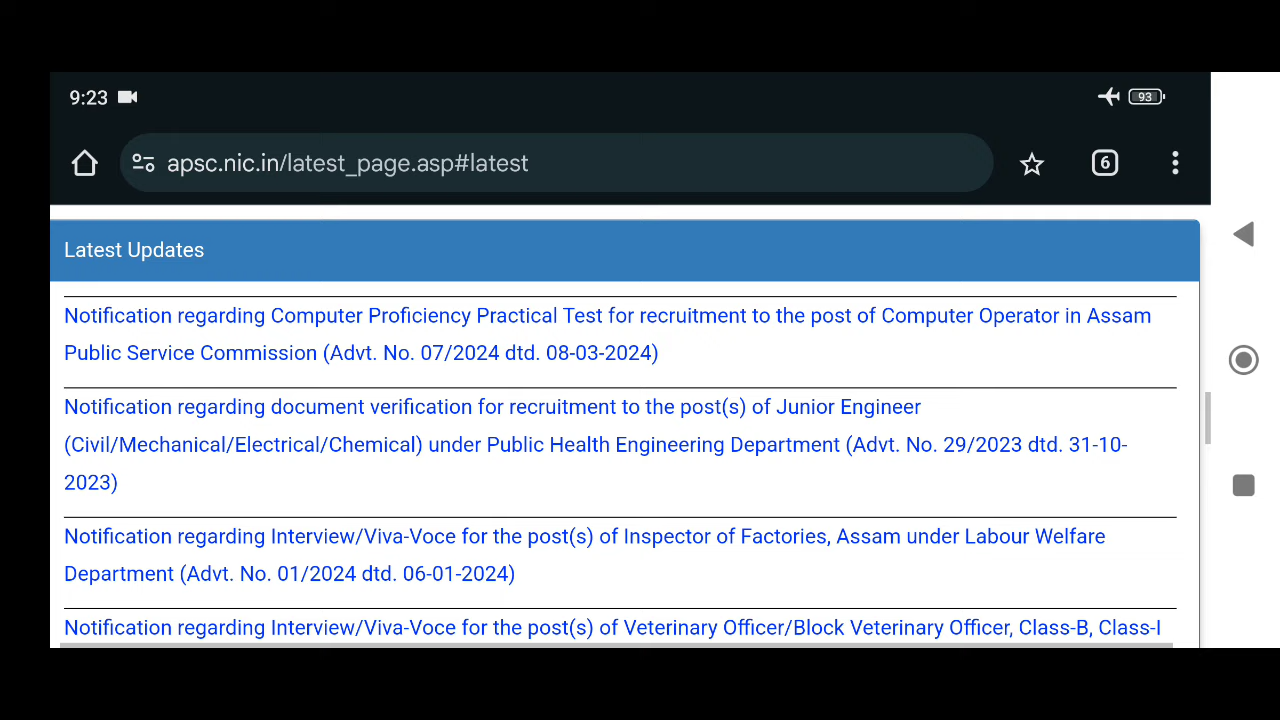 9:23
93
apsc.nic.in/latest_page.asp#latest
6
Latest Updates
Notification regarding Computer Proficiency Practical Test for recruitment to the post of Computer Operator in Assam
Public Service Commission (Advt. No. 07/2024 dtd. 08-03-2024)
Notification regarding document verification for recruitment to the post(s) of Junior Engineer
(Civil/Mechanical/Electrical/Chemical) under Public Health Engineering Department (Advt. No. 29/2023 dtd. 31-10-
2023)
Notification regarding Interview/Viva-Voce for the post(s) of Inspector of Factories, Assam under Labour Welfare
Department (Advt. No. 01/2024 dtd. 06-01-2024)
Notification regarding Interview/Viva-Voce for the post(s) of Veterinary Officer/Block Veterinary Officer, Class-B, Class-I